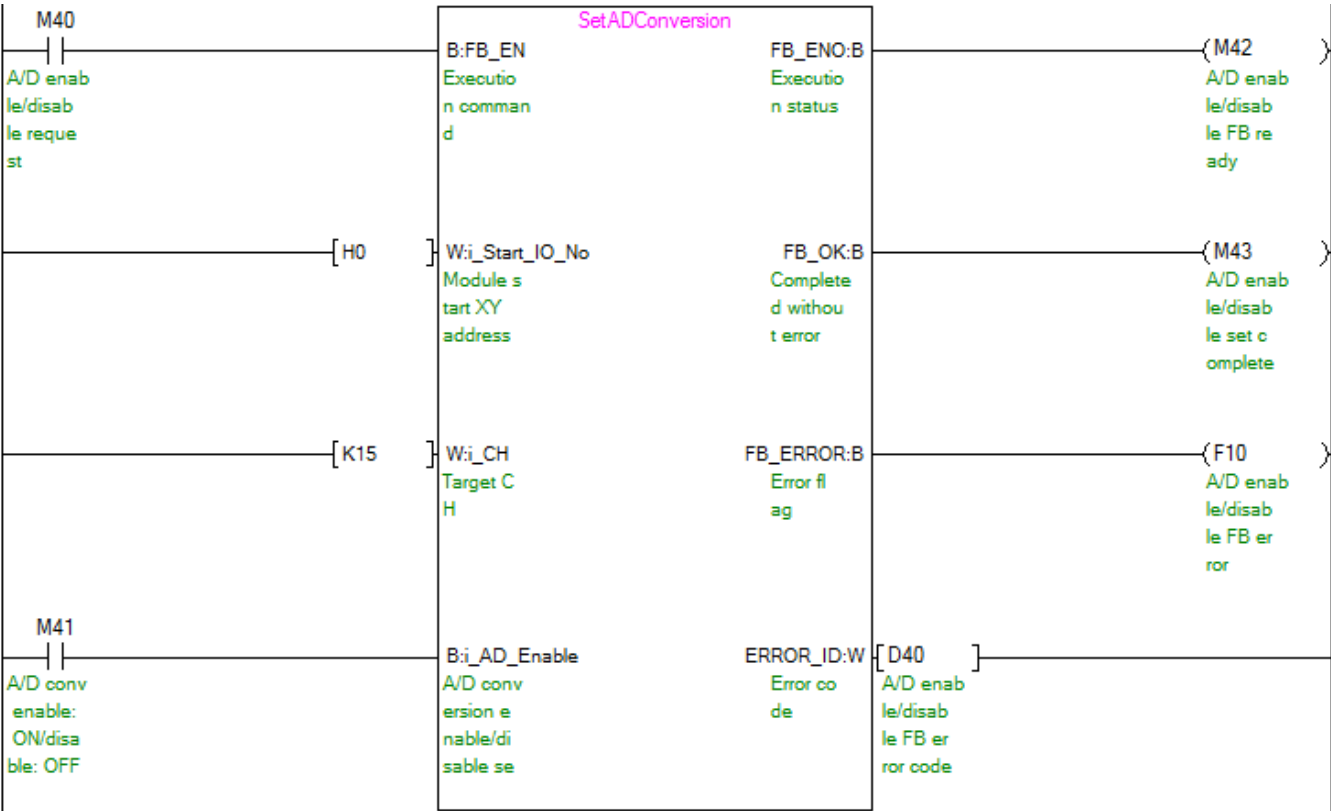 M40
SetADConversion
B:FB_EN
FB_ENO:B
M42
A/D enab
le/disab
le reque
st
Executio
n comman
d
Executio
n status
A/D enab
le/disab
le FB re
ady
H0
W:i_Start_IO_No
FB_OK:B
M43
Module s
tart XY
address
Complete
d withou
t error
A/D enab
le/disab
le set c
omplete
K15
W:i_CH
FB_ERROR:B
F10
Target C
H
Error fl
ag
A/D enab
le/disab
le FB er
ror
M41
B:i_AD_Enable
ERROR_ID:W
D40
A/D conv
enable:
ON/disa
ble: OFF
A/D conv
ersion e
nable/di
sable se
Error co
de
A/D enab
le/disab
le FB er
ror code